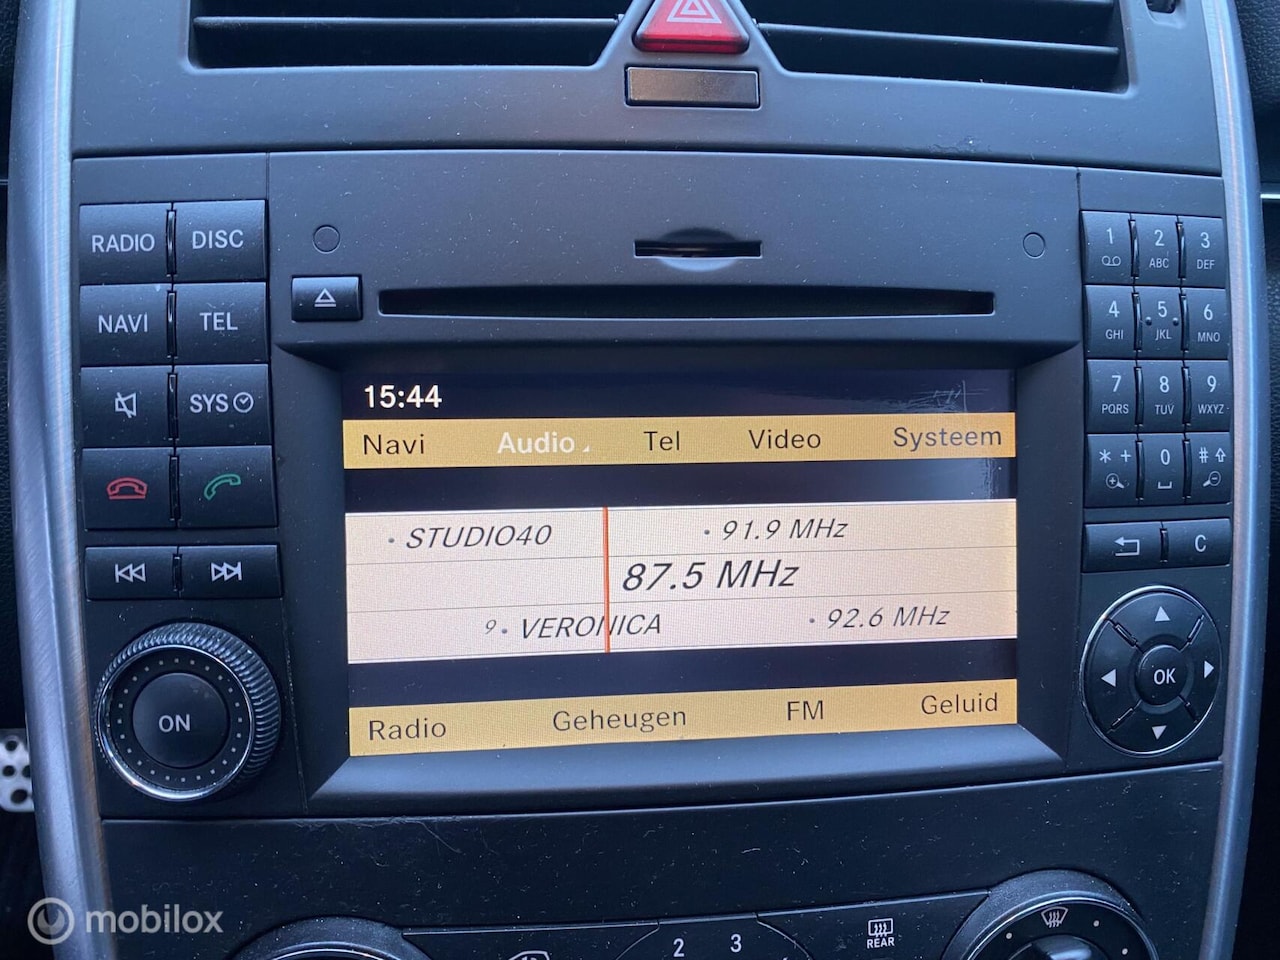 RADIO DISC
NAVI TEL
SYS
ON
1 2 ABC 3 DEF
4 GHI 5 JKL 6 MNO
7 PQRS 8 TUV 9 WXYZ
* + 0 #
C
OK
15:44
Navi Audio Tel Video Systeem
• STUDIO40 • 91.9 MHz
87.5 MHz
9 • VERONICA • 92.6 MHz
Radio Geheugen FM Geluid
2 3
REAR
mobilox